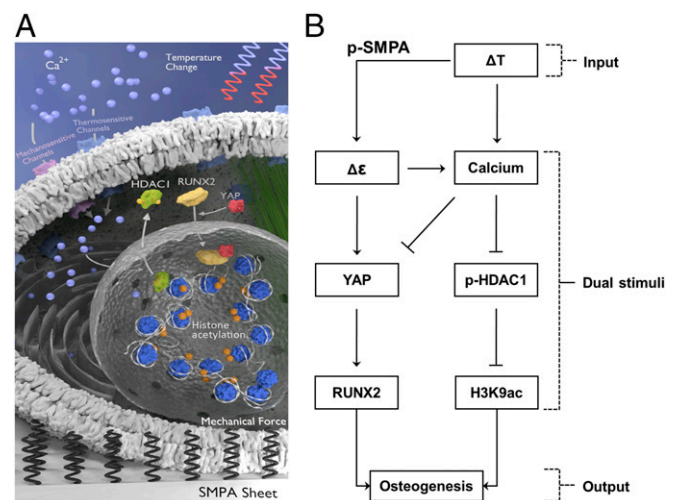 A
B
Ca2+
Temperature
Change
Thermosensitive
Channels
Mechanosensitive
Channels
HDAC1
RUNX2
YAP
Histone
acetylation
Mechanical Force
SMPA Sheet
p-SMPA
ΔT
Input
Δε
Calcium
YAP
p-HDAC1
Dual stimuli
RUNX2
H3K9ac
Osteogenesis
Output